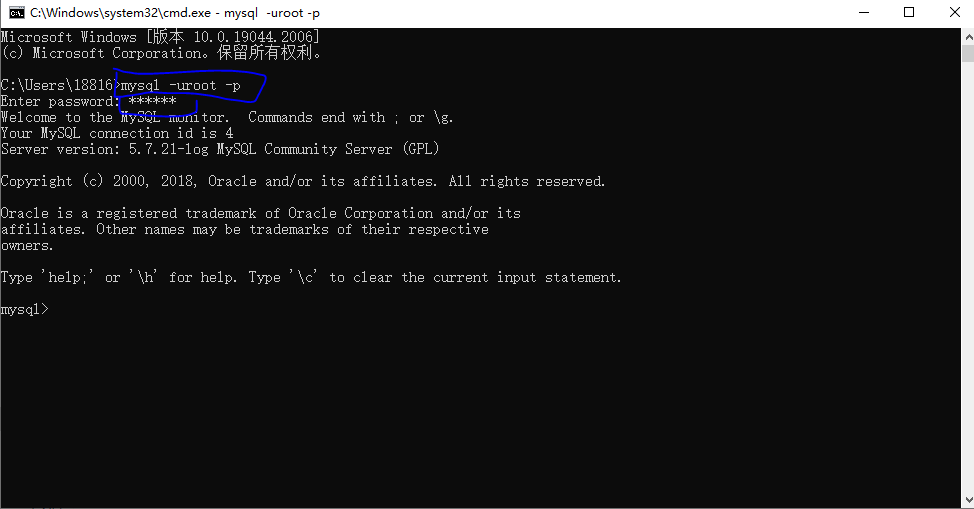 C:\Windows\system32\cmd.exe - mysql  -uroot -p
Microsoft Windows [版本 10.0.19044.2006]
(c) Microsoft Corporation。保留所有权利。
C:\Users\18816>mysql -uroot -p
Enter password: ******
Welcome to the MySQL monitor.  Commands end with ; or \g.
Your MySQL connection id is 4
Server version: 5.7.21-log MySQL Community Server (GPL)
Copyright (c) 2000, 2018, Oracle and/or its affiliates. All rights reserved.
Oracle is a registered trademark of Oracle Corporation and/or its
affiliates. Other names may be trademarks of their respective
owners.
Type 'help;' or '\h' for help. Type '\c' to clear the current input statement.
mysql>